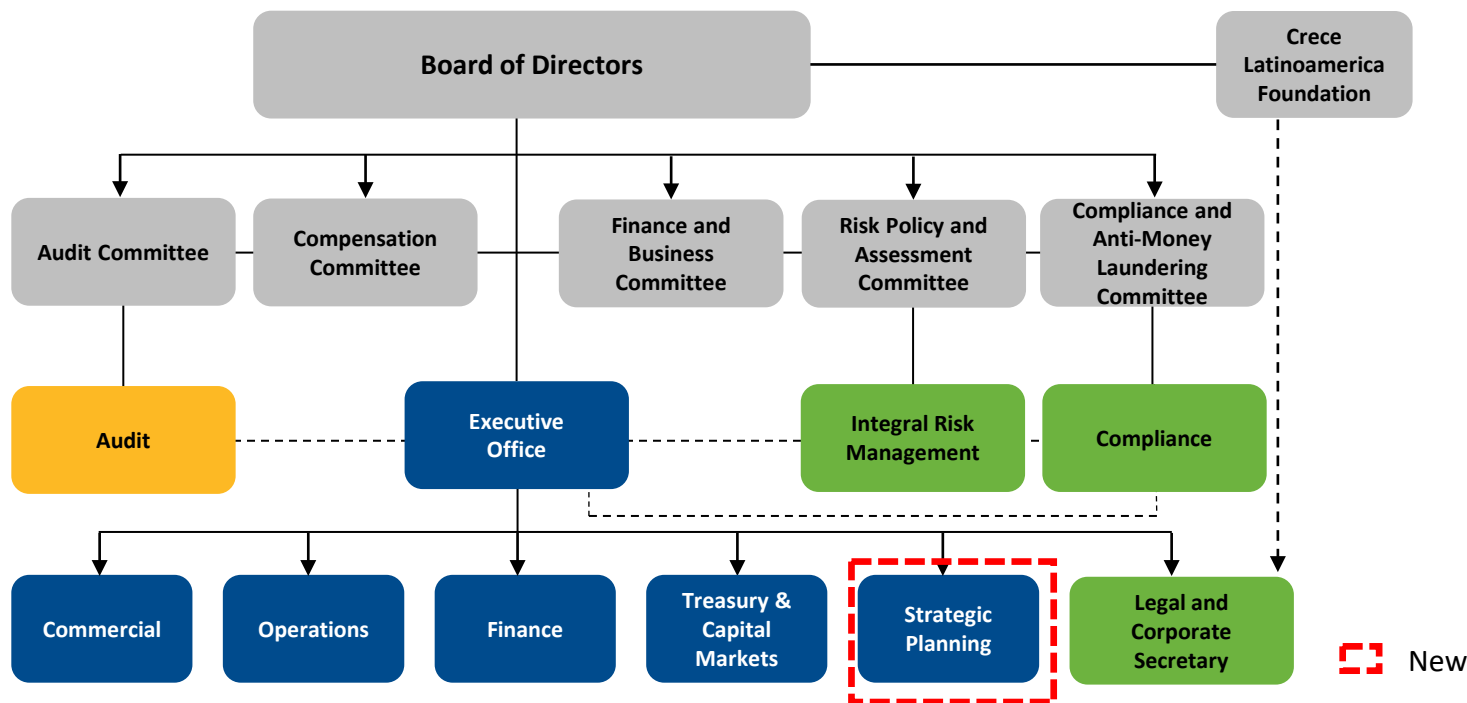 Board of Directors
Crece
Latinoamerica
Foundation
Audit Committee
Compensation
Committee
Finance and
Business
Committee
Risk Policy and
Assessment
Committee
Compliance and
Anti-Money
Laundering
Committee
Audit
Executive
Office
Integral Risk
Management
Compliance
Commercial
Operations
Finance
Treasury &
Capital
Markets
Strategic
Planning
Legal and
Corporate
Secretary
New